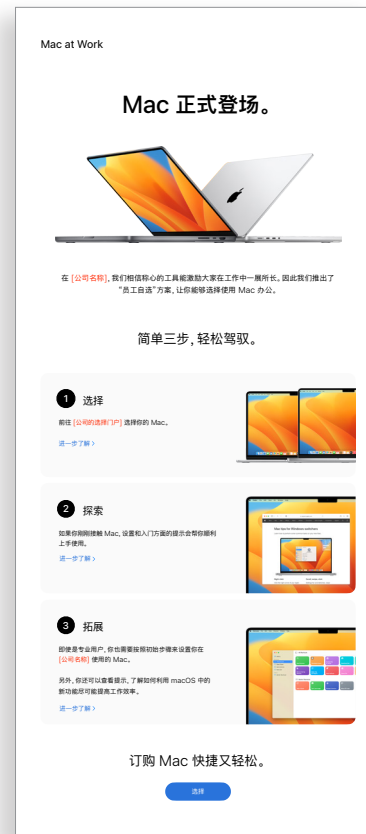 Mac at Work
Mac 正式登场。
在 [公司名称]，我们相信称心的工具能激励大家在工作中一展所长。因此我们推出了
“员工自选”方案，让你能够选择使用 Mac 办公。
简单三步，轻松驾驭。
1 选择
前往 [公司的选择门户] 选择你的 Mac。
进一步了解 >
2 探索
如果你刚刚接触 Mac，设置和入门方面的提示会帮你顺利
上手使用。
进一步了解 >
3 拓展
即使是专业用户，你也需要按照初始步骤来设置你在
[公司名称] 使用的 Mac。
另外，你还可以查看提示，了解如何利用 macOS 中的
新功能尽可能提高工作效率。
进一步了解 >
订购 Mac 快捷又轻松。
选择